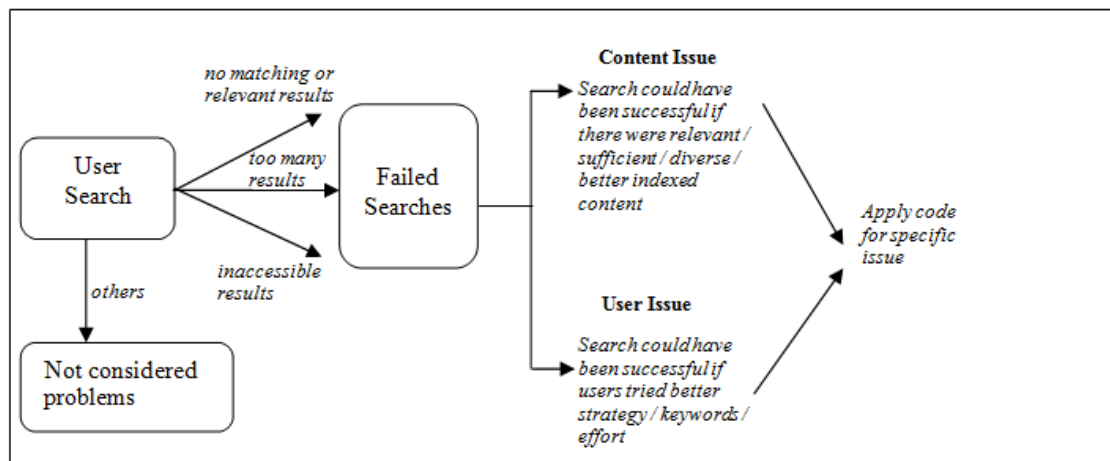 no matching or
relevant results
User
Search
too many
results
inaccessible
results
others
Not considered
problems
Failed
Searches
Content Issue
Search could have
been successful if
there were relevant /
sufficient / diverse /
better indexed
content
User Issue
Search could have
been successful if
users tried better
strategy / keywords /
effort
Apply code
for specific
issue